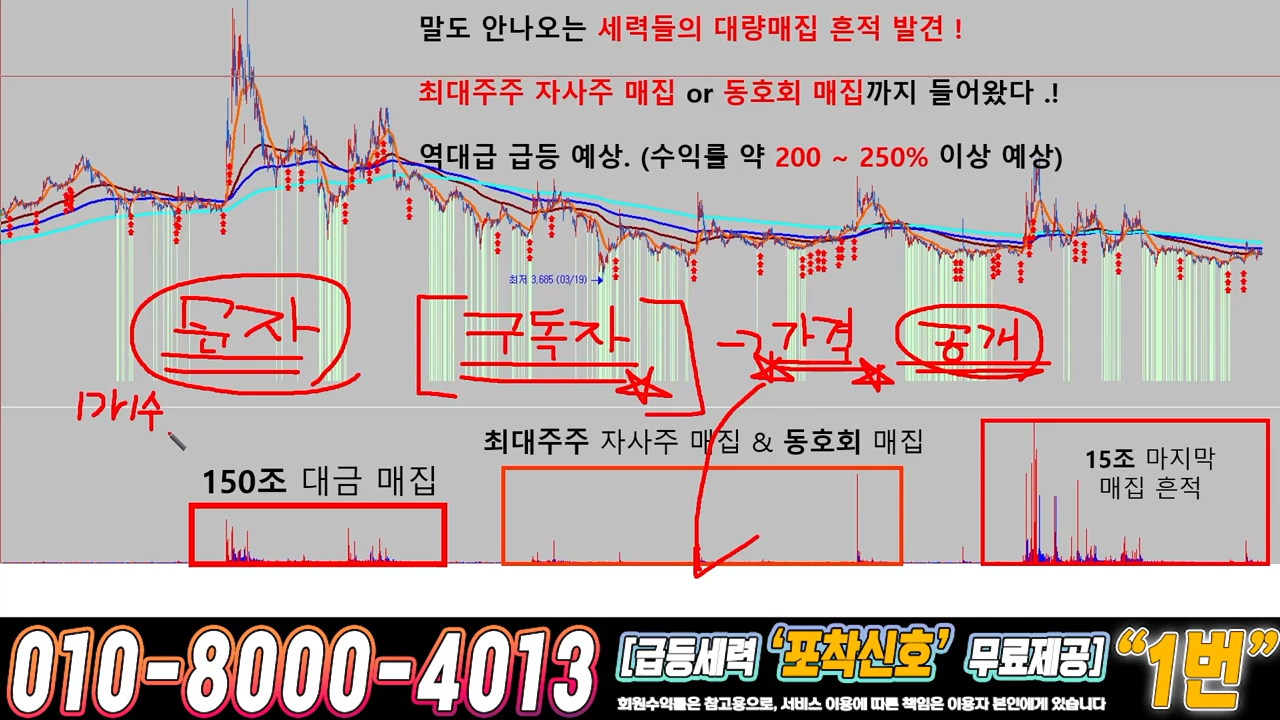 말도 안나오는 세력들의 대량매집 흔적 발견 !
최대주주 자사주 매집 or 동호회 매집까지 들어왔다 .!
역대급 급등 예상. (수익률 약 200 ~ 250% 이상 예상)
최저 3,685 (03/19)
문자
구독자
가격
공개
최대주주 자사주 매집 & 동호회 매집
150조 대금 매집
15조 마지막
매집 흔적
010-8000-4013
[급등세력 '포착신호' 무료제공] "1번"
회원수익률은 참고용으로, 서비스 이용에 따른 책임은 이용자 본인에게 있습니다